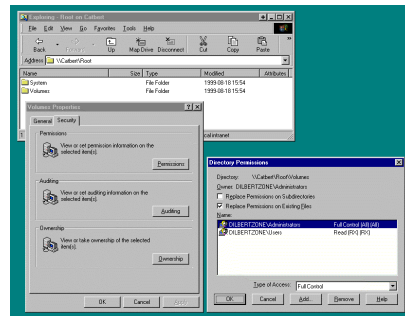 Exploring - Root on Catbert
File Edit View Go Favorites Tools Help
Back Up Map Drive Disconnect Cut Copy Paste »
Address \\Catbert\Root
Name Size Type Modified Attributes
System File Folder 1999-08-18 15:54
Volumes File Folder 1999-08-18 15:54
Volumes Properties
General Security
Permissions
View or set permission information on the
selected item(s).
Permissions
Auditing
View or set auditing information on the
selected item(s).
Auditing
Ownership
View or take ownership of the selected
item(s).
Ownership
OK Cancel Apply
cal intranet
Directory Permissions
Directory: \\Catbert\Root\Volumes
Owner: DILBERTZONE\Administrators
Replace Permissions on Subdirectories
Replace Permissions on Existing Files
Name:
DILBERTZONE\Administrators Full Control (All) (All)
DILBERTZONE\Users Read (RX) (RX)
Type of Access: Full Control
OK Cancel Add... Remove Help